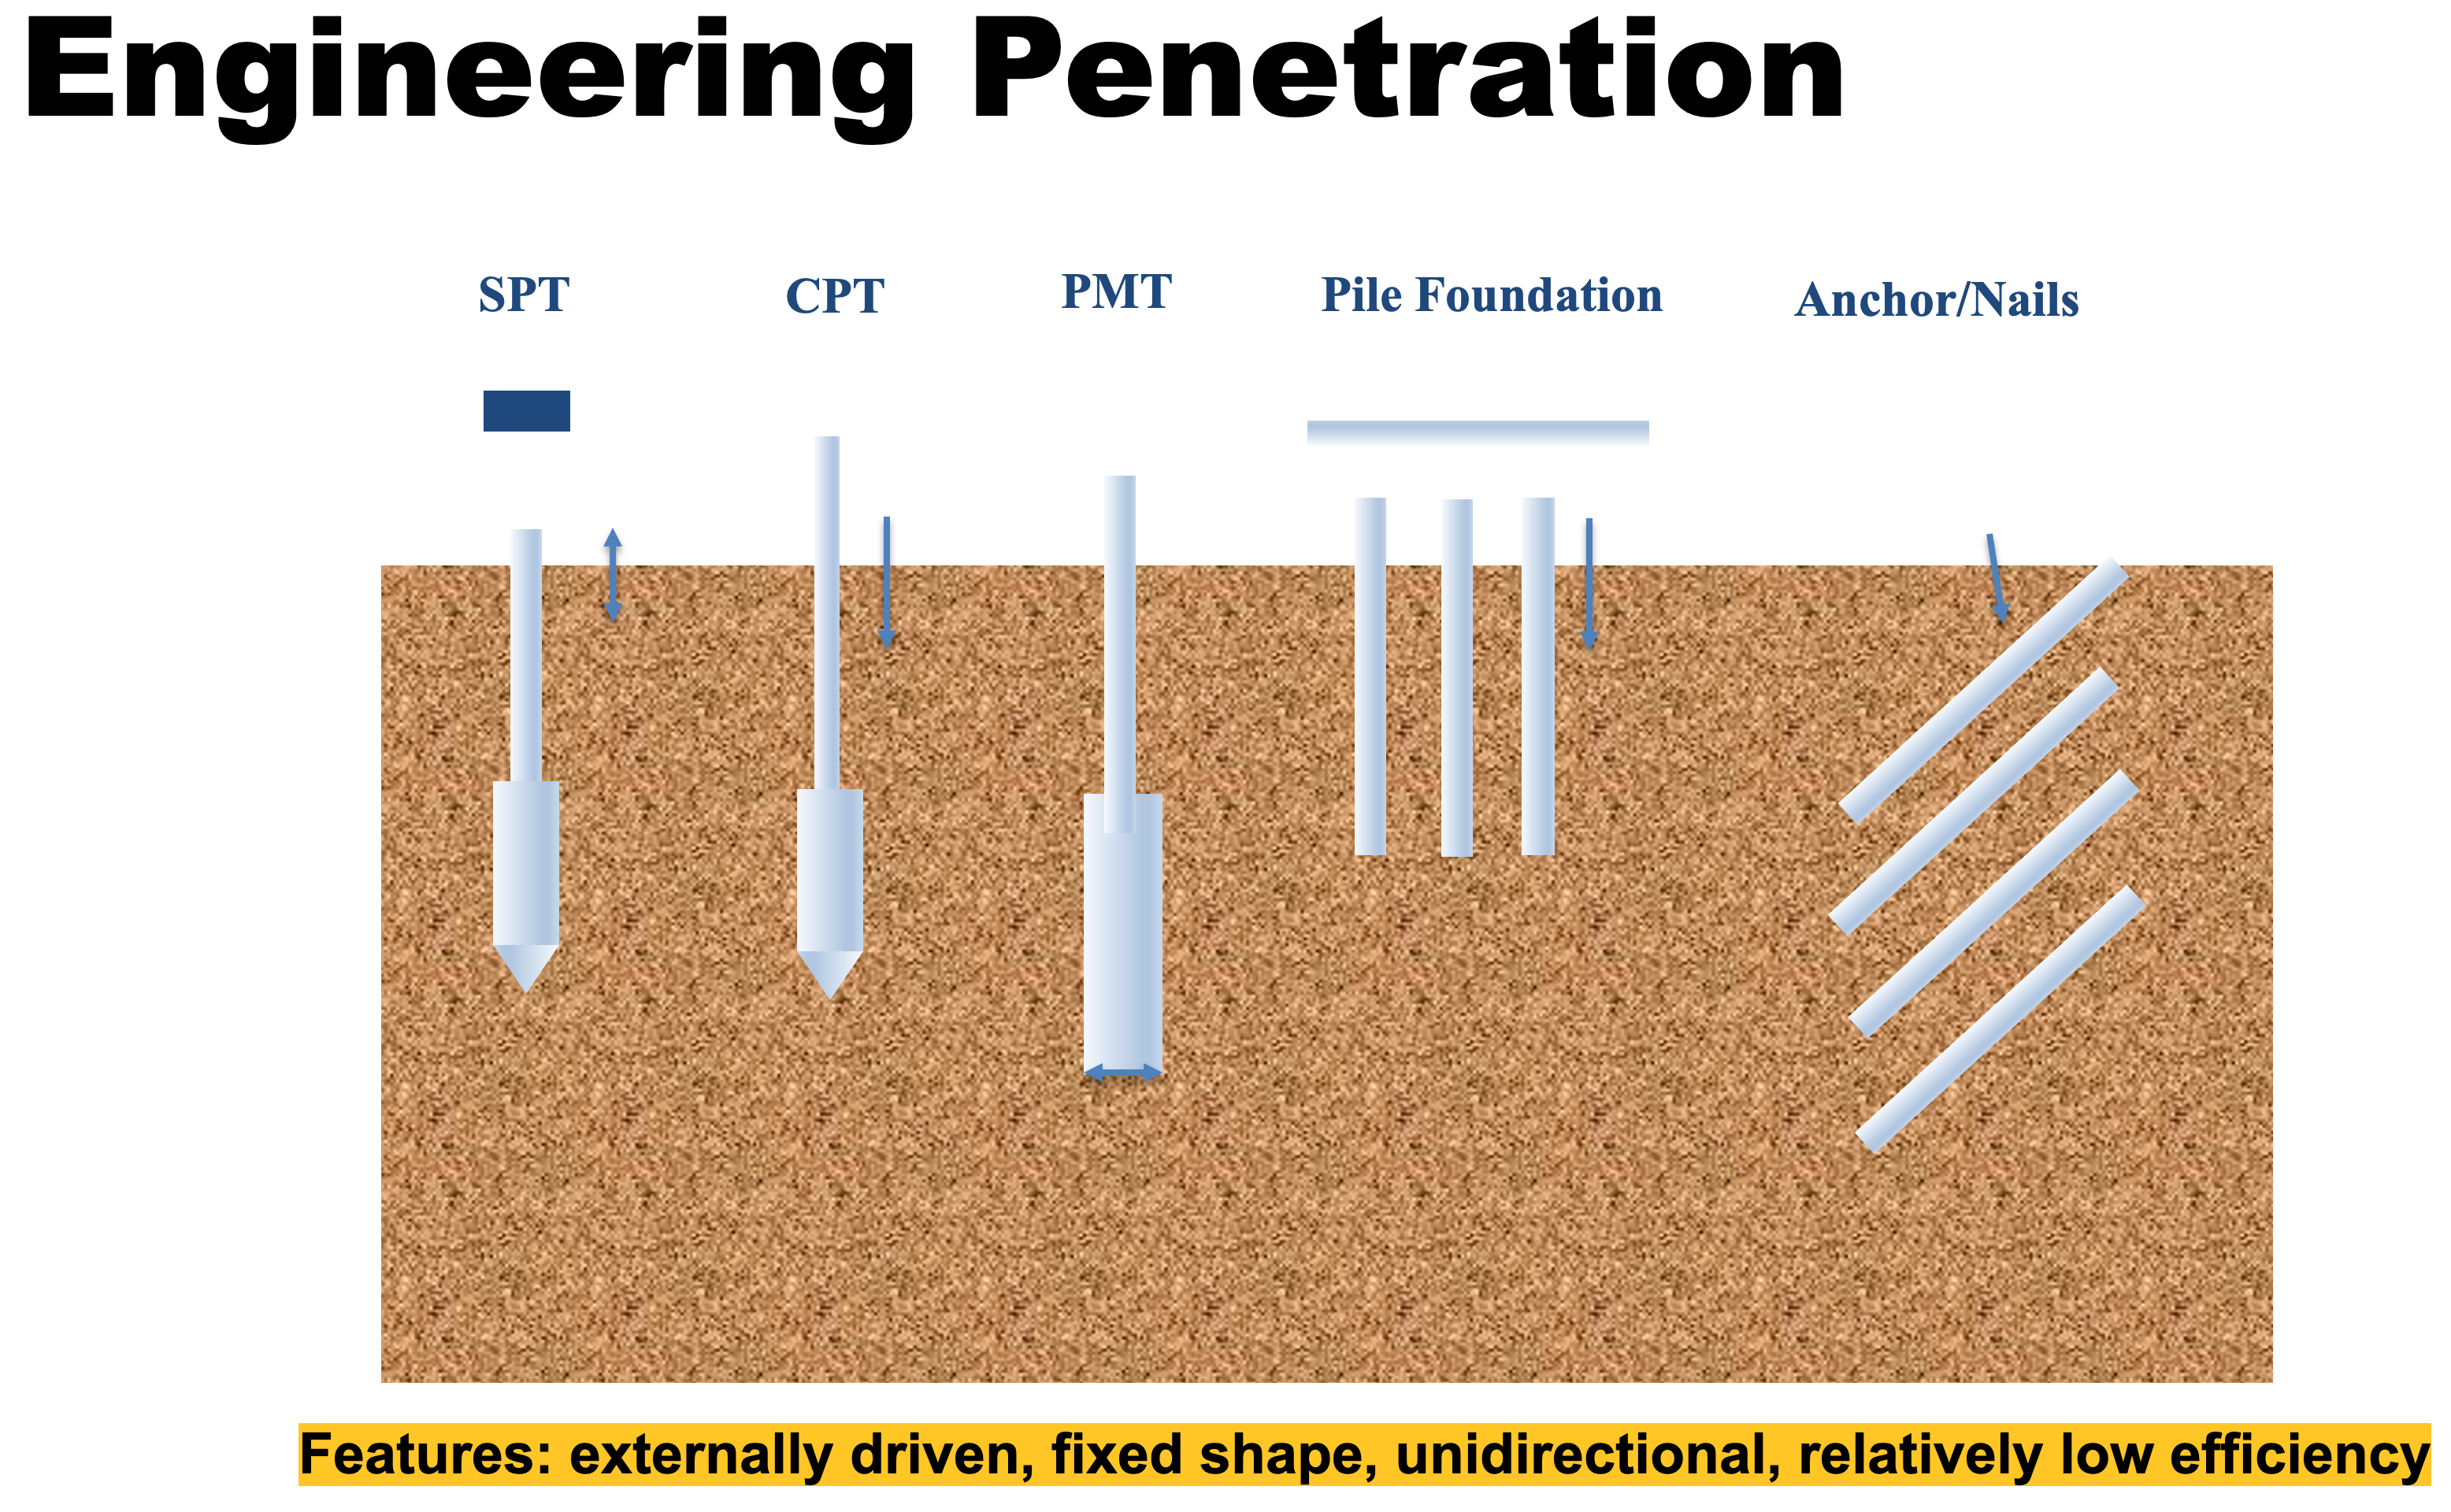 Engineering Penetration
SPT
CPT
PMT
Pile Foundation
Anchor/Nails
Features: externally driven, fixed shape, unidirectional, relatively low efficiency